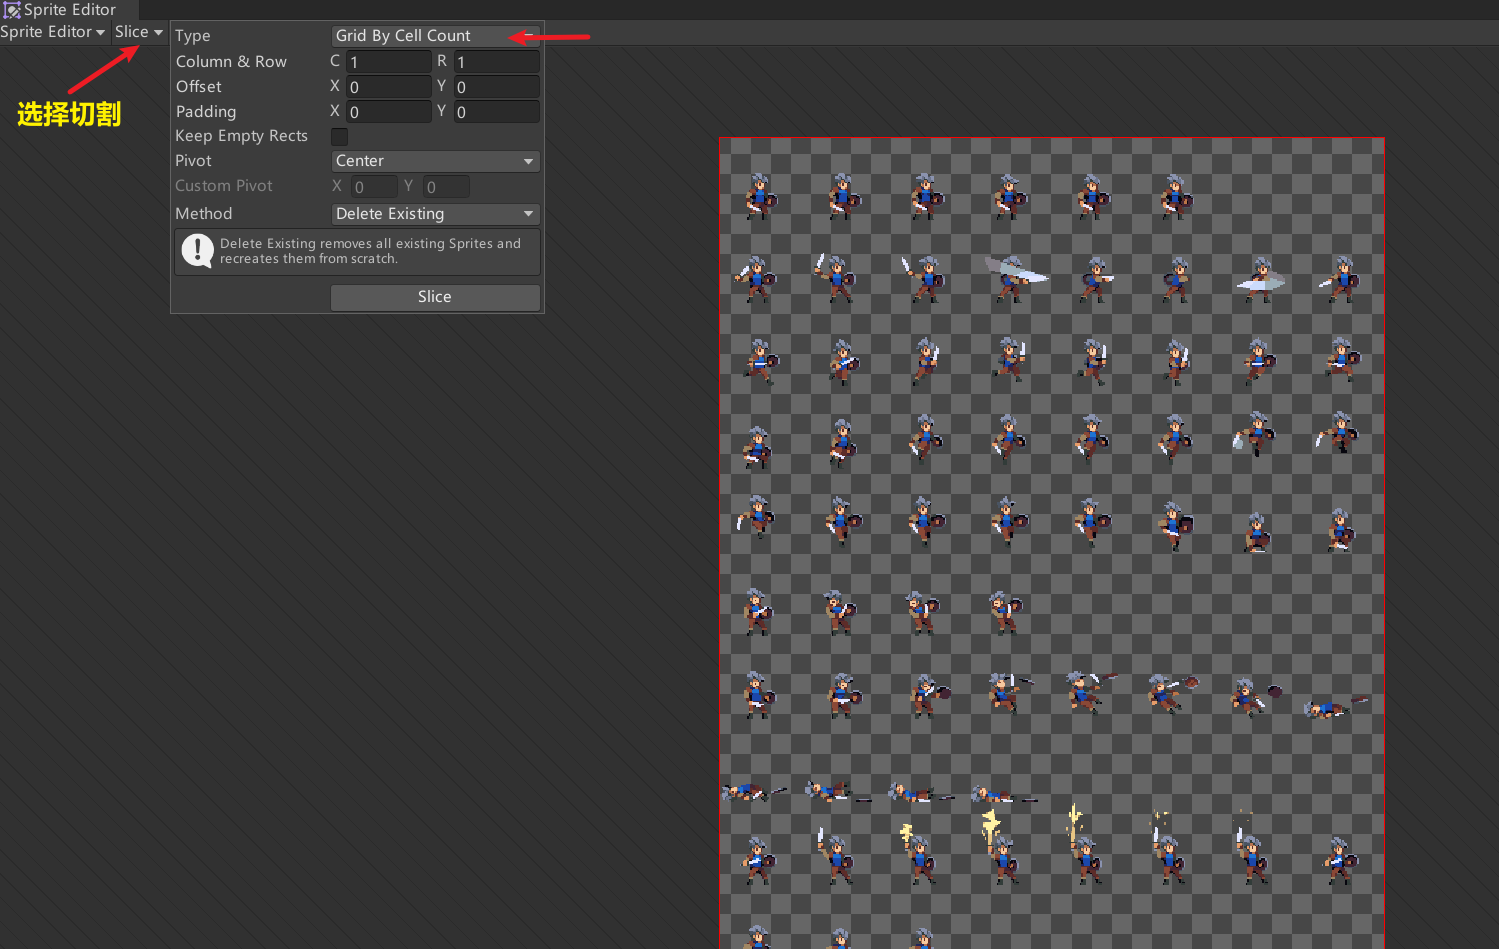 Sprite Editor
Sprite Editor Slice
Type Grid By Cell Count
Column & Row C 1 R 1
Offset X 0 Y 0
Padding X 0 Y 0
Keep Empty Rects
Pivot Center
Custom Pivot X 0 Y 0
Method Delete Existing
Delete Existing removes all existing Sprites and
recreates them from scratch.
Slice
选择切割